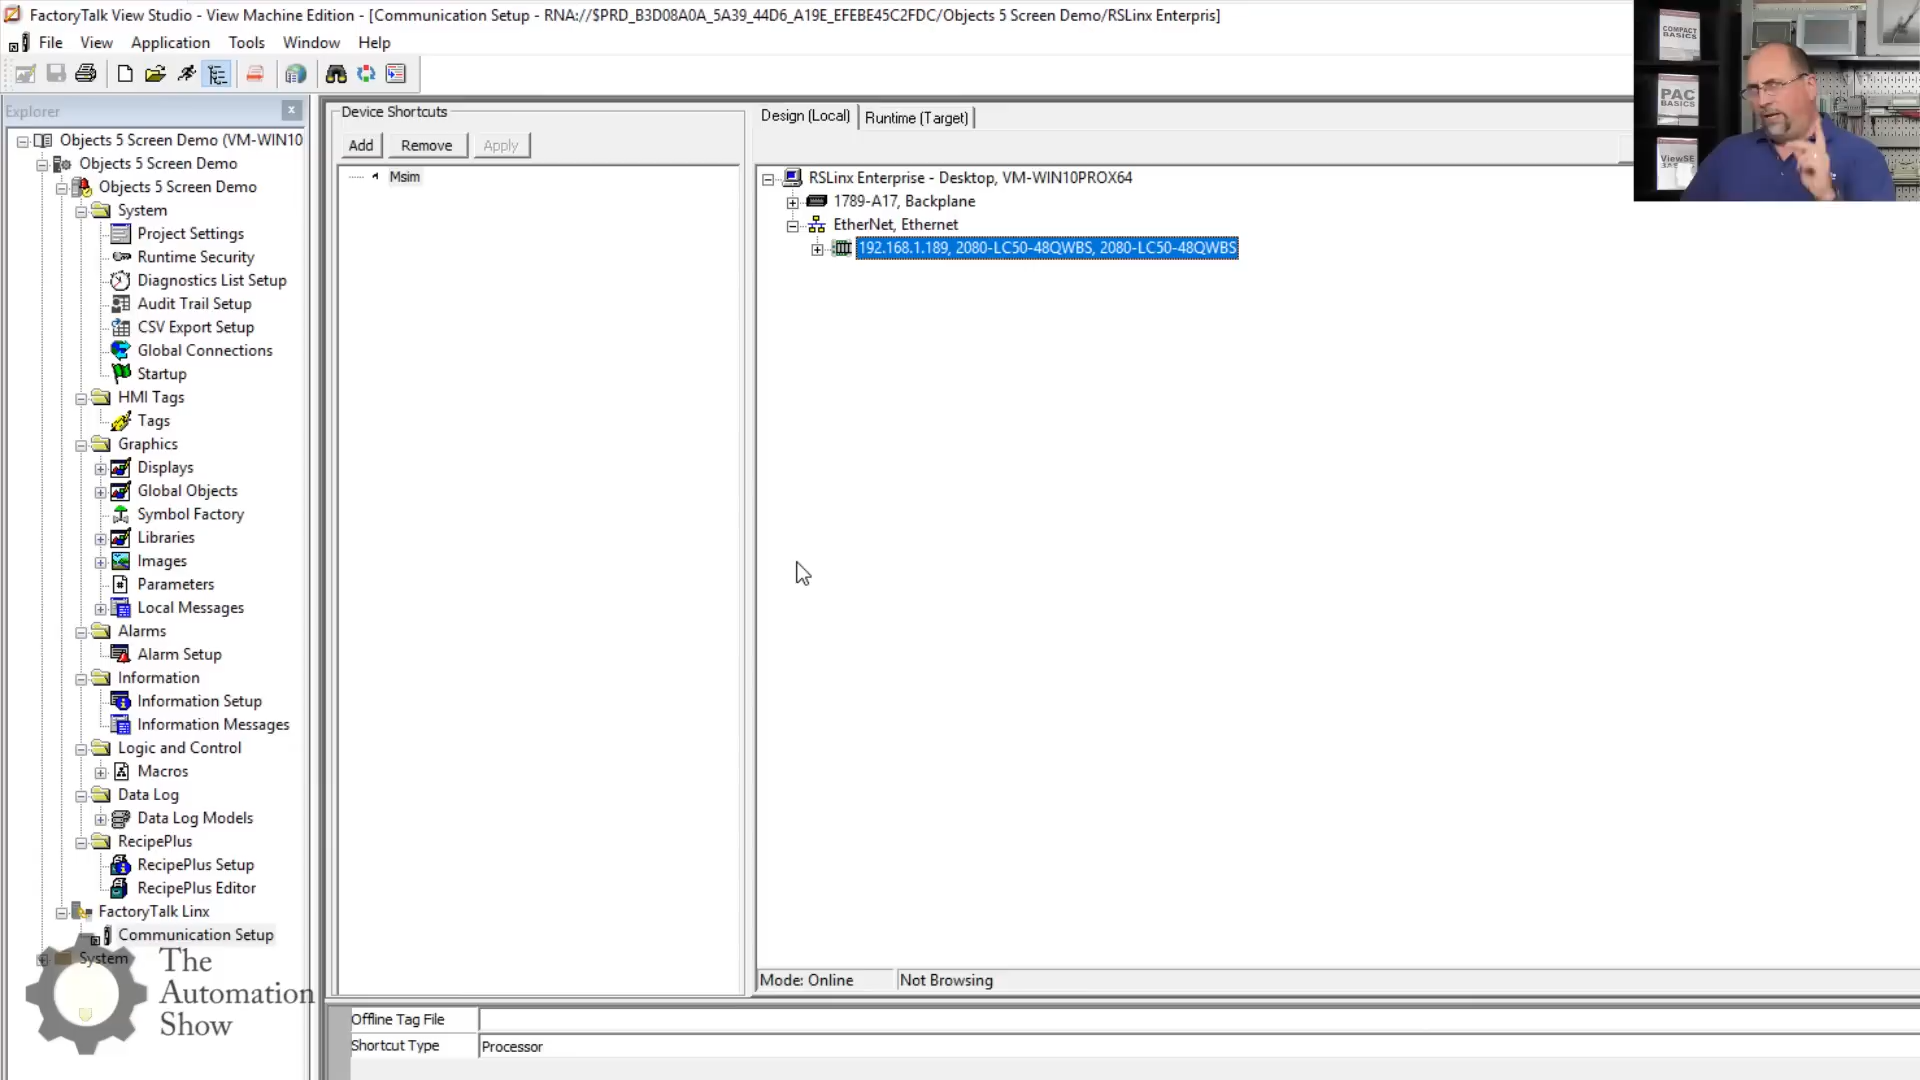 FactoryTalk View Studio - View Machine Edition - [Communication Setup - RNA://$PRD_B3D08A0A_5A39_44D6_A19E_EFEBE45C2FDC/Objects 5 Screen Demo/RSLinx Enterpris]
File View Application Tools Window Help
Explorer
Objects 5 Screen Demo (VM-WIN10
Objects 5 Screen Demo
Objects 5 Screen Demo
System
Project Settings
Runtime Security
Diagnostics List Setup
Audit Trail Setup
CSV Export Setup
Global Connections
Startup
HMI Tags
Tags
Graphics
Displays
Global Objects
Symbol Factory
Libraries
Images
Parameters
Local Messages
Alarms
Alarm Setup
Information
Information Setup
Information Messages
Logic and Control
Macros
Data Log
Data Log Models
RecipePlus
RecipePlus Setup
RecipePlus Editor
FactoryTalk Linx
Communication Setup
System
The
Automation
Show
Device Shortcuts
Add Remove Apply
Msim
Design (Local) Runtime (Target)
RSLinx Enterprise - Desktop, VM-WIN10PROX64
1789-A17, Backplane
EtherNet, Ethernet
192.168.1.189, 2080-LC50-48QWBS, 2080-LC50-48QWBS
Mode: Online Not Browsing
Offline Tag File
Shortcut Type Processor
COMPACT
BASICS
PAC
BASICS
ViewSE